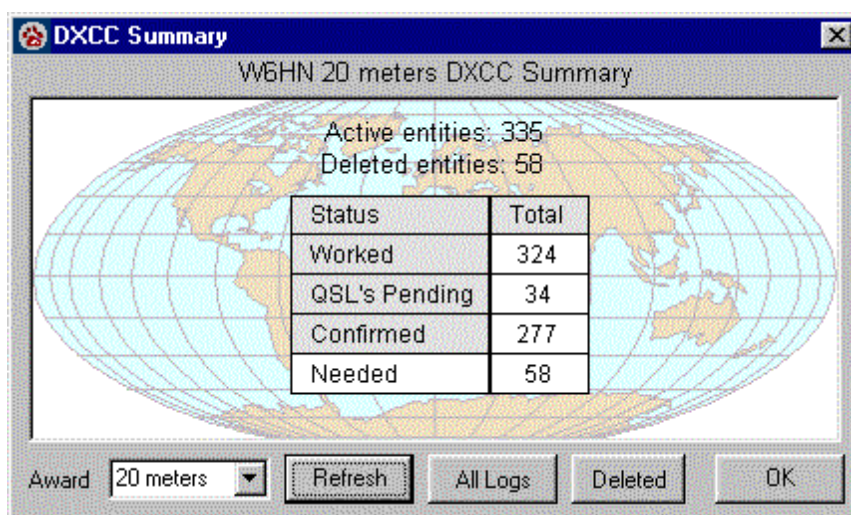 DXCC Summary
W6HN 20 meters DXCC Summary
Active entities: 335
Deleted entities: 58
Status Total
Worked 324
QSL's Pending 34
Confirmed 277
Needed 58
Award 20 meters Refresh All Logs Deleted OK